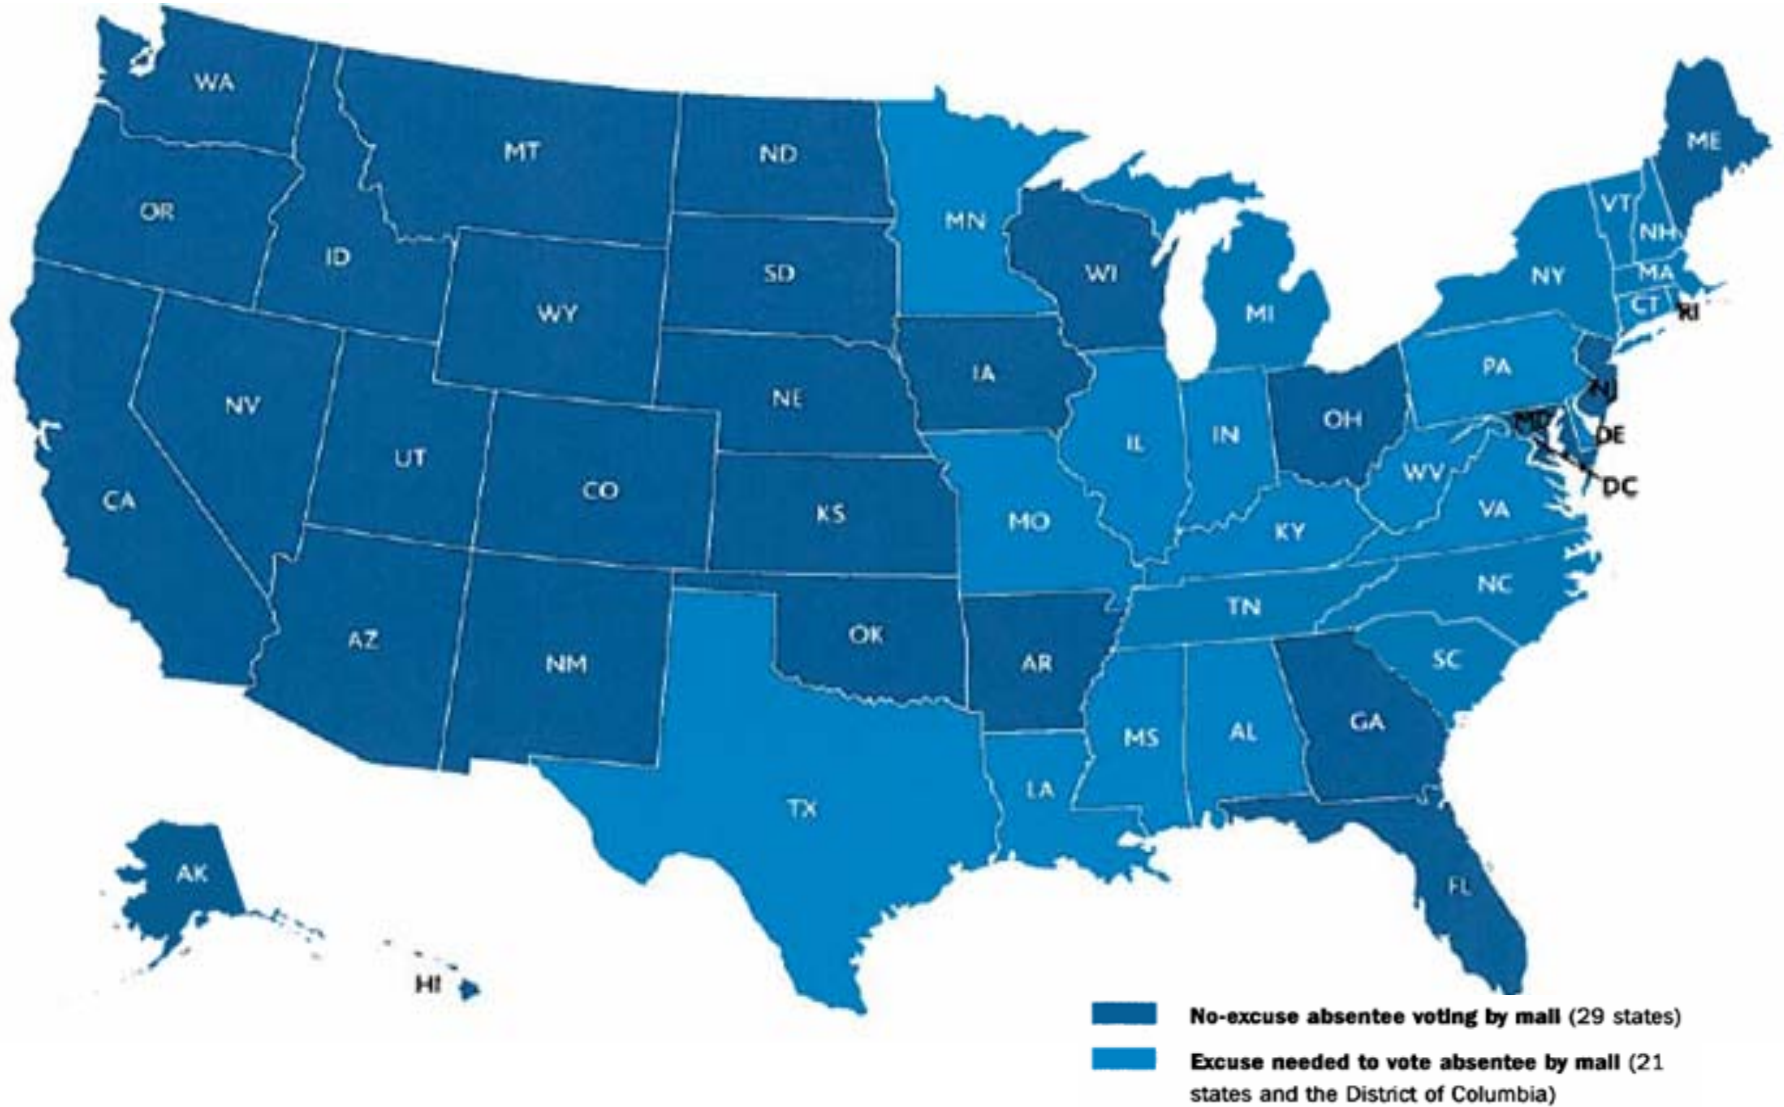 WA
MT
ND
ME
OR
ID
MN
VT
NH
SD
WI
NY
MA
WY
MI
CT
RI
IA
PA
NV
NE
NJ
UT
OH
MD
CO
IL
IN
DE
CA
KS
WV
DC
MO
KY
VA
TN
NC
AZ
NM
OK
AR
SC
GA
MS
AL
TX
LA
AK
FL
HI
No-excuse absentee voting by mail (29 states)
Excuse needed to vote absentee by mail (21
states and the District of Columbia)